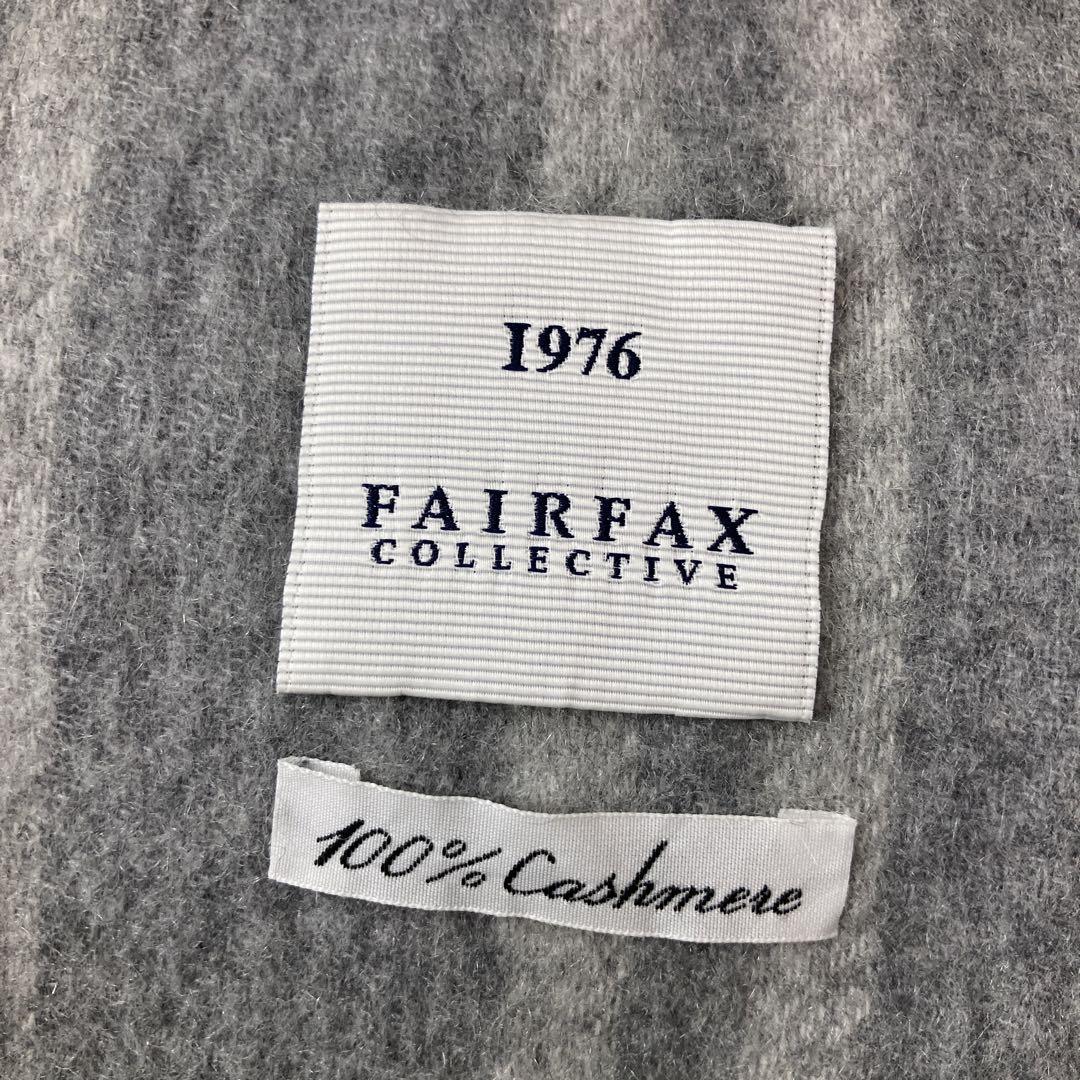 1976
FAIRFAX
COLLECTIVE
100% Cashmere